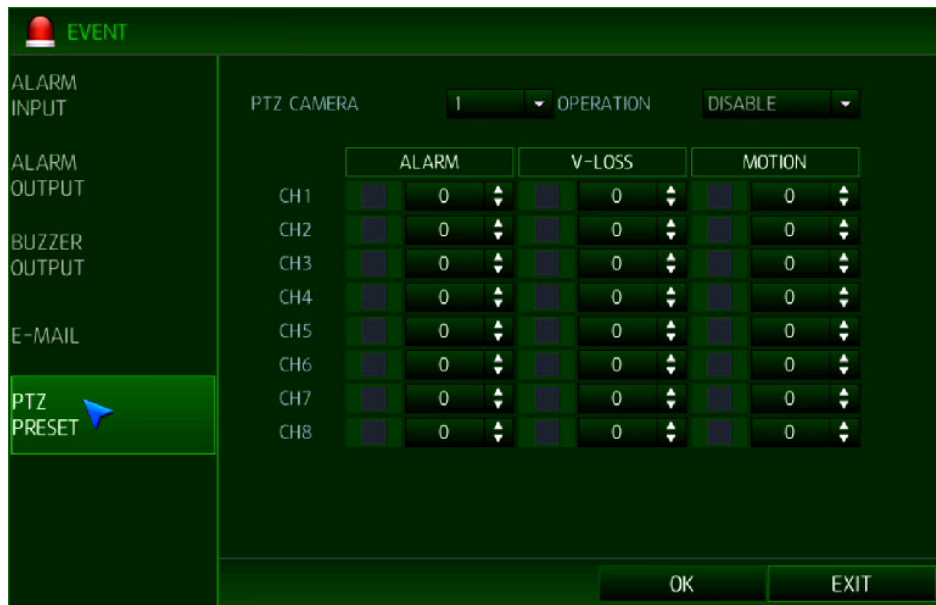 EVENT
ALARM
INPUT
ALARM
OUTPUT
BUZZER
OUTPUT
E-MAIL
PTZ
PRESET
PTZ CAMERA 1 OPERATION DISABLE
ALARM V-LOSS MOTION
CH1 0 0 0
CH2 0 0 0
CH3 0 0 0
CH4 0 0 0
CH5 0 0 0
CH6 0 0 0
CH7 0 0 0
CH8 0 0 0
OK EXIT